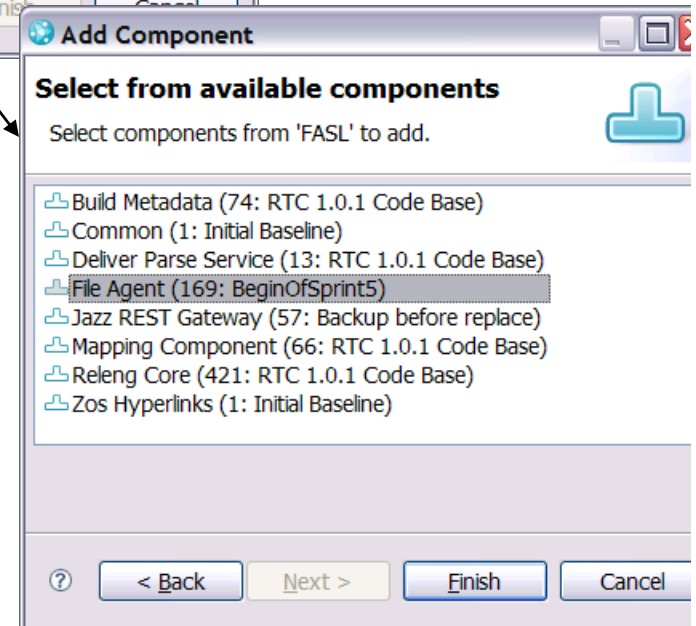 Cancel
Add Component
Select from available components
Select components from 'FASL' to add.
Build Metadata (74: RTC 1.0.1 Code Base)
Common (1: Initial Baseline)
Deliver Parse Service (13: RTC 1.0.1 Code Base)
File Agent (169: BeginOfSprint5)
Jazz REST Gateway (57: Backup before replace)
Mapping Component (66: RTC 1.0.1 Code Base)
Releng Core (421: RTC 1.0.1 Code Base)
Zos Hyperlinks (1: Initial Baseline)
? < Back Next > Finish Cancel